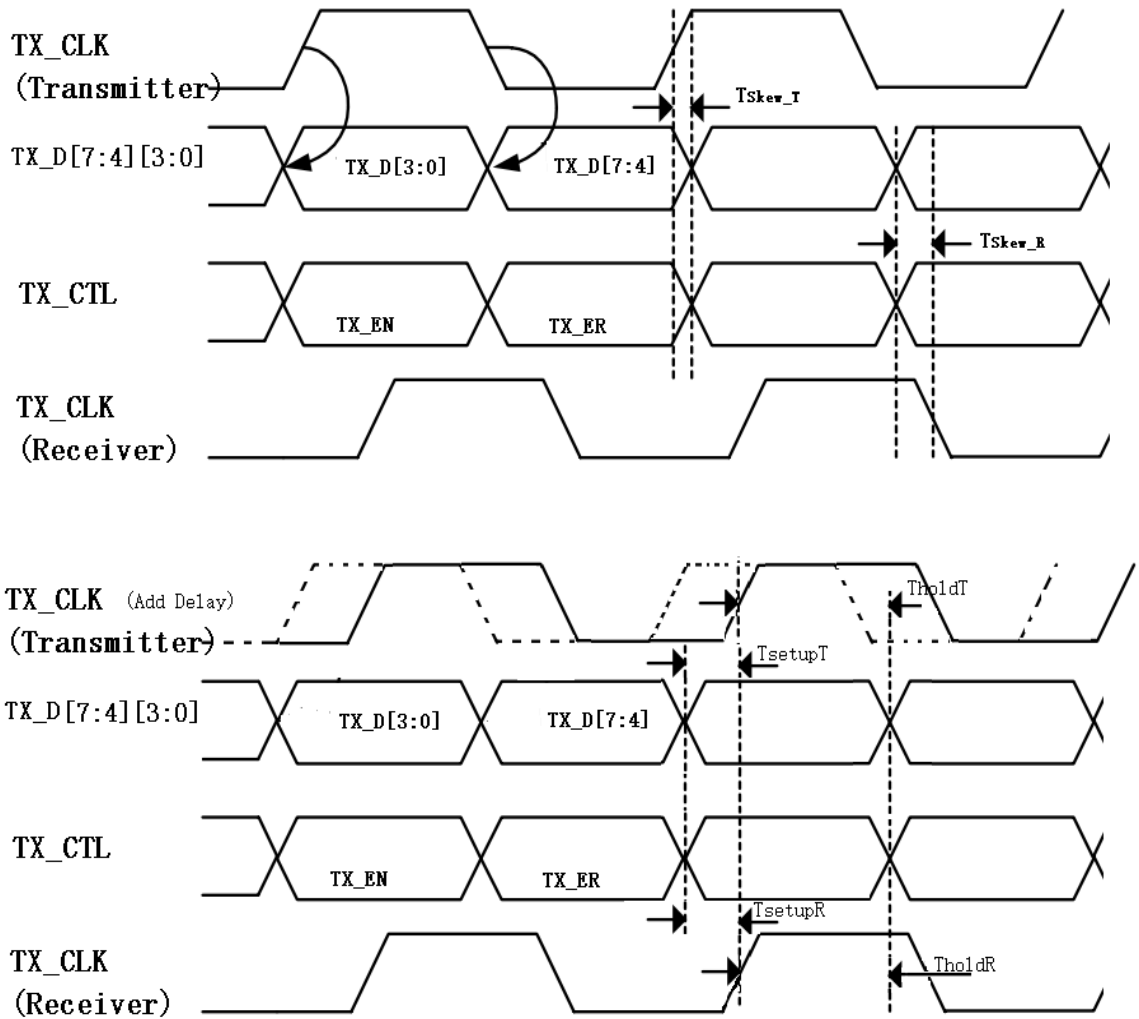 TX_CLK
(Transmitter)
TSkew_T
TX_D[7:4][3:0]
TX_D[3:0]
TX_D[7:4]
TSkew_R
TX_CTL
TX_EN
TX_ER
TX_CLK
(Receiver)
TX_CLK (Add Delay)
(Transmitter)
TholdT
TsetupT
TX_D[7:4][3:0]
TX_D[3:0]
TX_D[7:4]
TX_CTL
TX_EN
TX_ER
TsetupR
TX_CLK
(Receiver)
TholdR